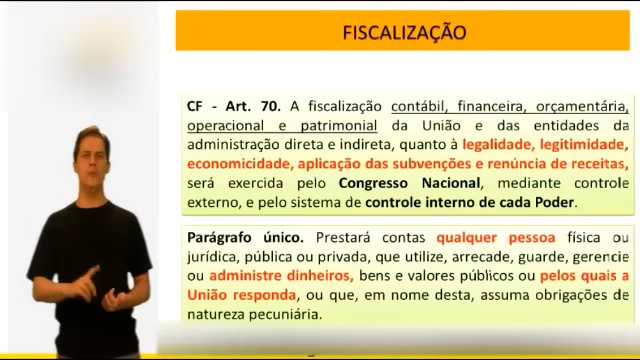 FISCALIZAÇÃO
CF - Art. 70. A fiscalização contábil, financeira, orçamentária,
operacional e patrimonial da União e das entidades da
administração direta e indireta, quanto à legalidade, legitimidade,
economicidade, aplicação das subvenções e renúncia de receitas,
será exercida pelo Congresso Nacional, mediante controle
externo, e pelo sistema de controle interno de cada Poder.
Parágrafo único. Prestará contas qualquer pessoa física ou
jurídica, pública ou privada, que utilize, arrecade, guarde, gerencie
ou administre dinheiros, bens e valores públicos ou pelos quais a
União responda, ou que, em nome desta, assuma obrigações de
natureza pecuniária.